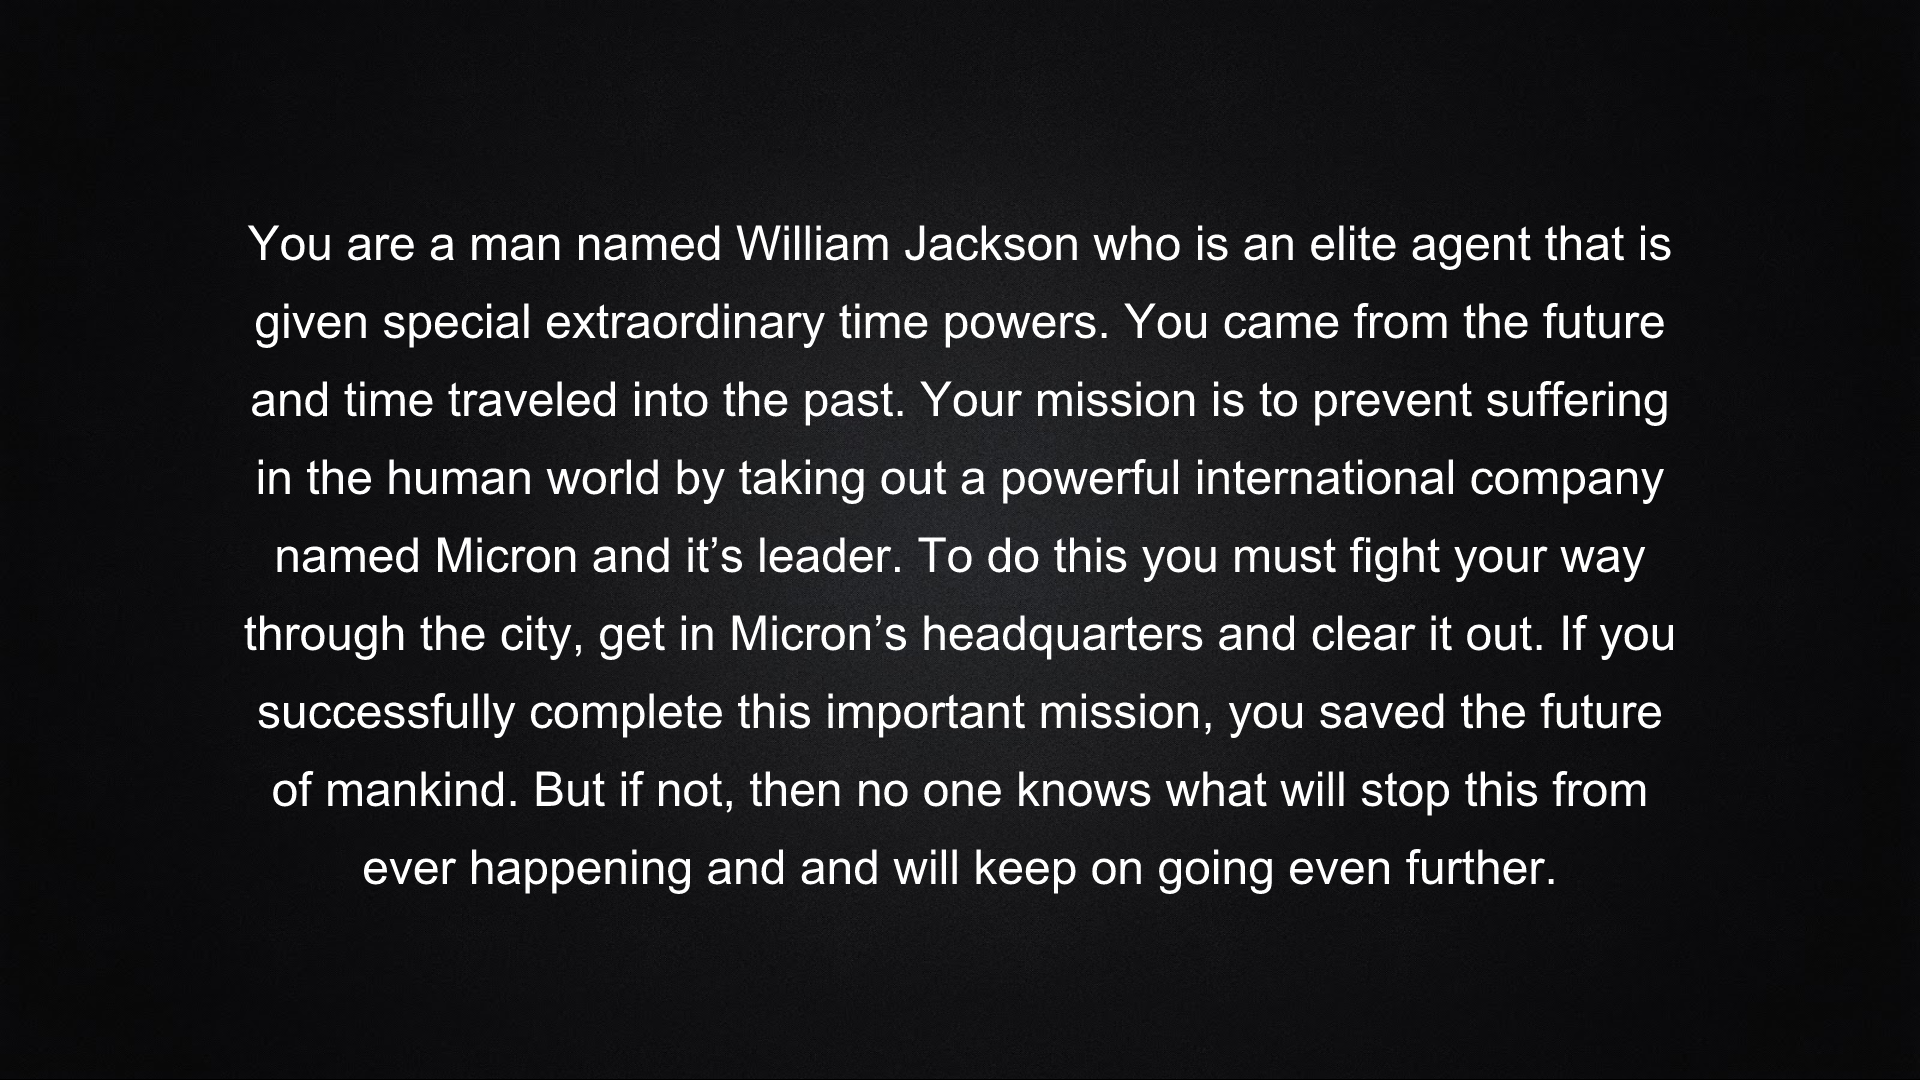 You are a man named William Jackson who is an elite agent that is
given special extraordinary time powers. You came from the future
and time traveled into the past. Your mission is to prevent suffering
in the human world by taking out a powerful international company
named Micron and it’s leader. To do this you must fight your way
through the city, get in Micron’s headquarters and clear it out. If you
successfully complete this important mission, you saved the future
of mankind. But if not, then no one knows what will stop this from
ever happening and and will keep on going even further.